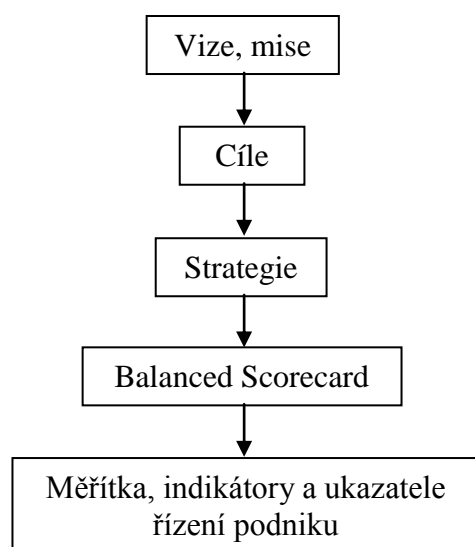 Vize, mise
Cíle
Strategie
Balanced Scorecard
Měřítka, indikátory a ukazatele
řízení podniku